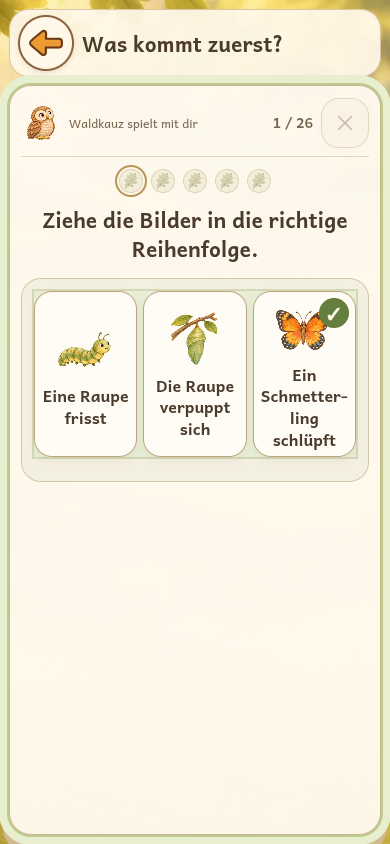 Was kommt zuerst?
Waldkauz spielt mit dir
1 / 26
Ziehe die Bilder in die richtige
Reihenfolge.
Eine Raupe
frisst
Die Raupe
verpuppt
sich
Ein
Schmetter-
ling
schlüpft